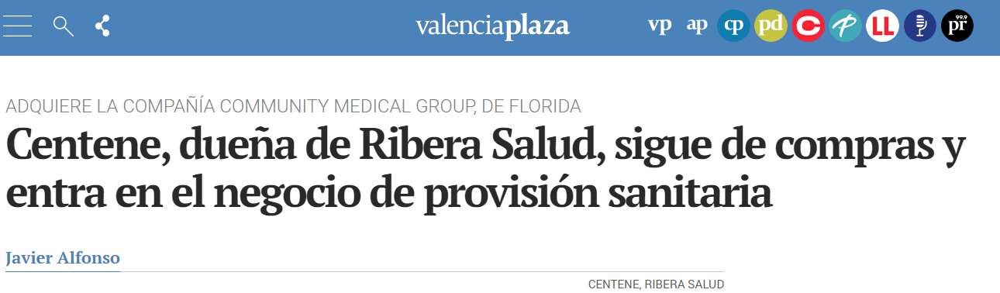 valenciaplaza vp ap cp pd C P LL 99.9 pr
ADQUIERE LA COMPAÑÍA COMMUNITY MEDICAL GROUP, DE FLORIDA
Centene, dueña de Ribera Salud, sigue de compras y
entra en el negocio de provisión sanitaria
Javier Alfonso
CENTENE, RIBERA SALUD